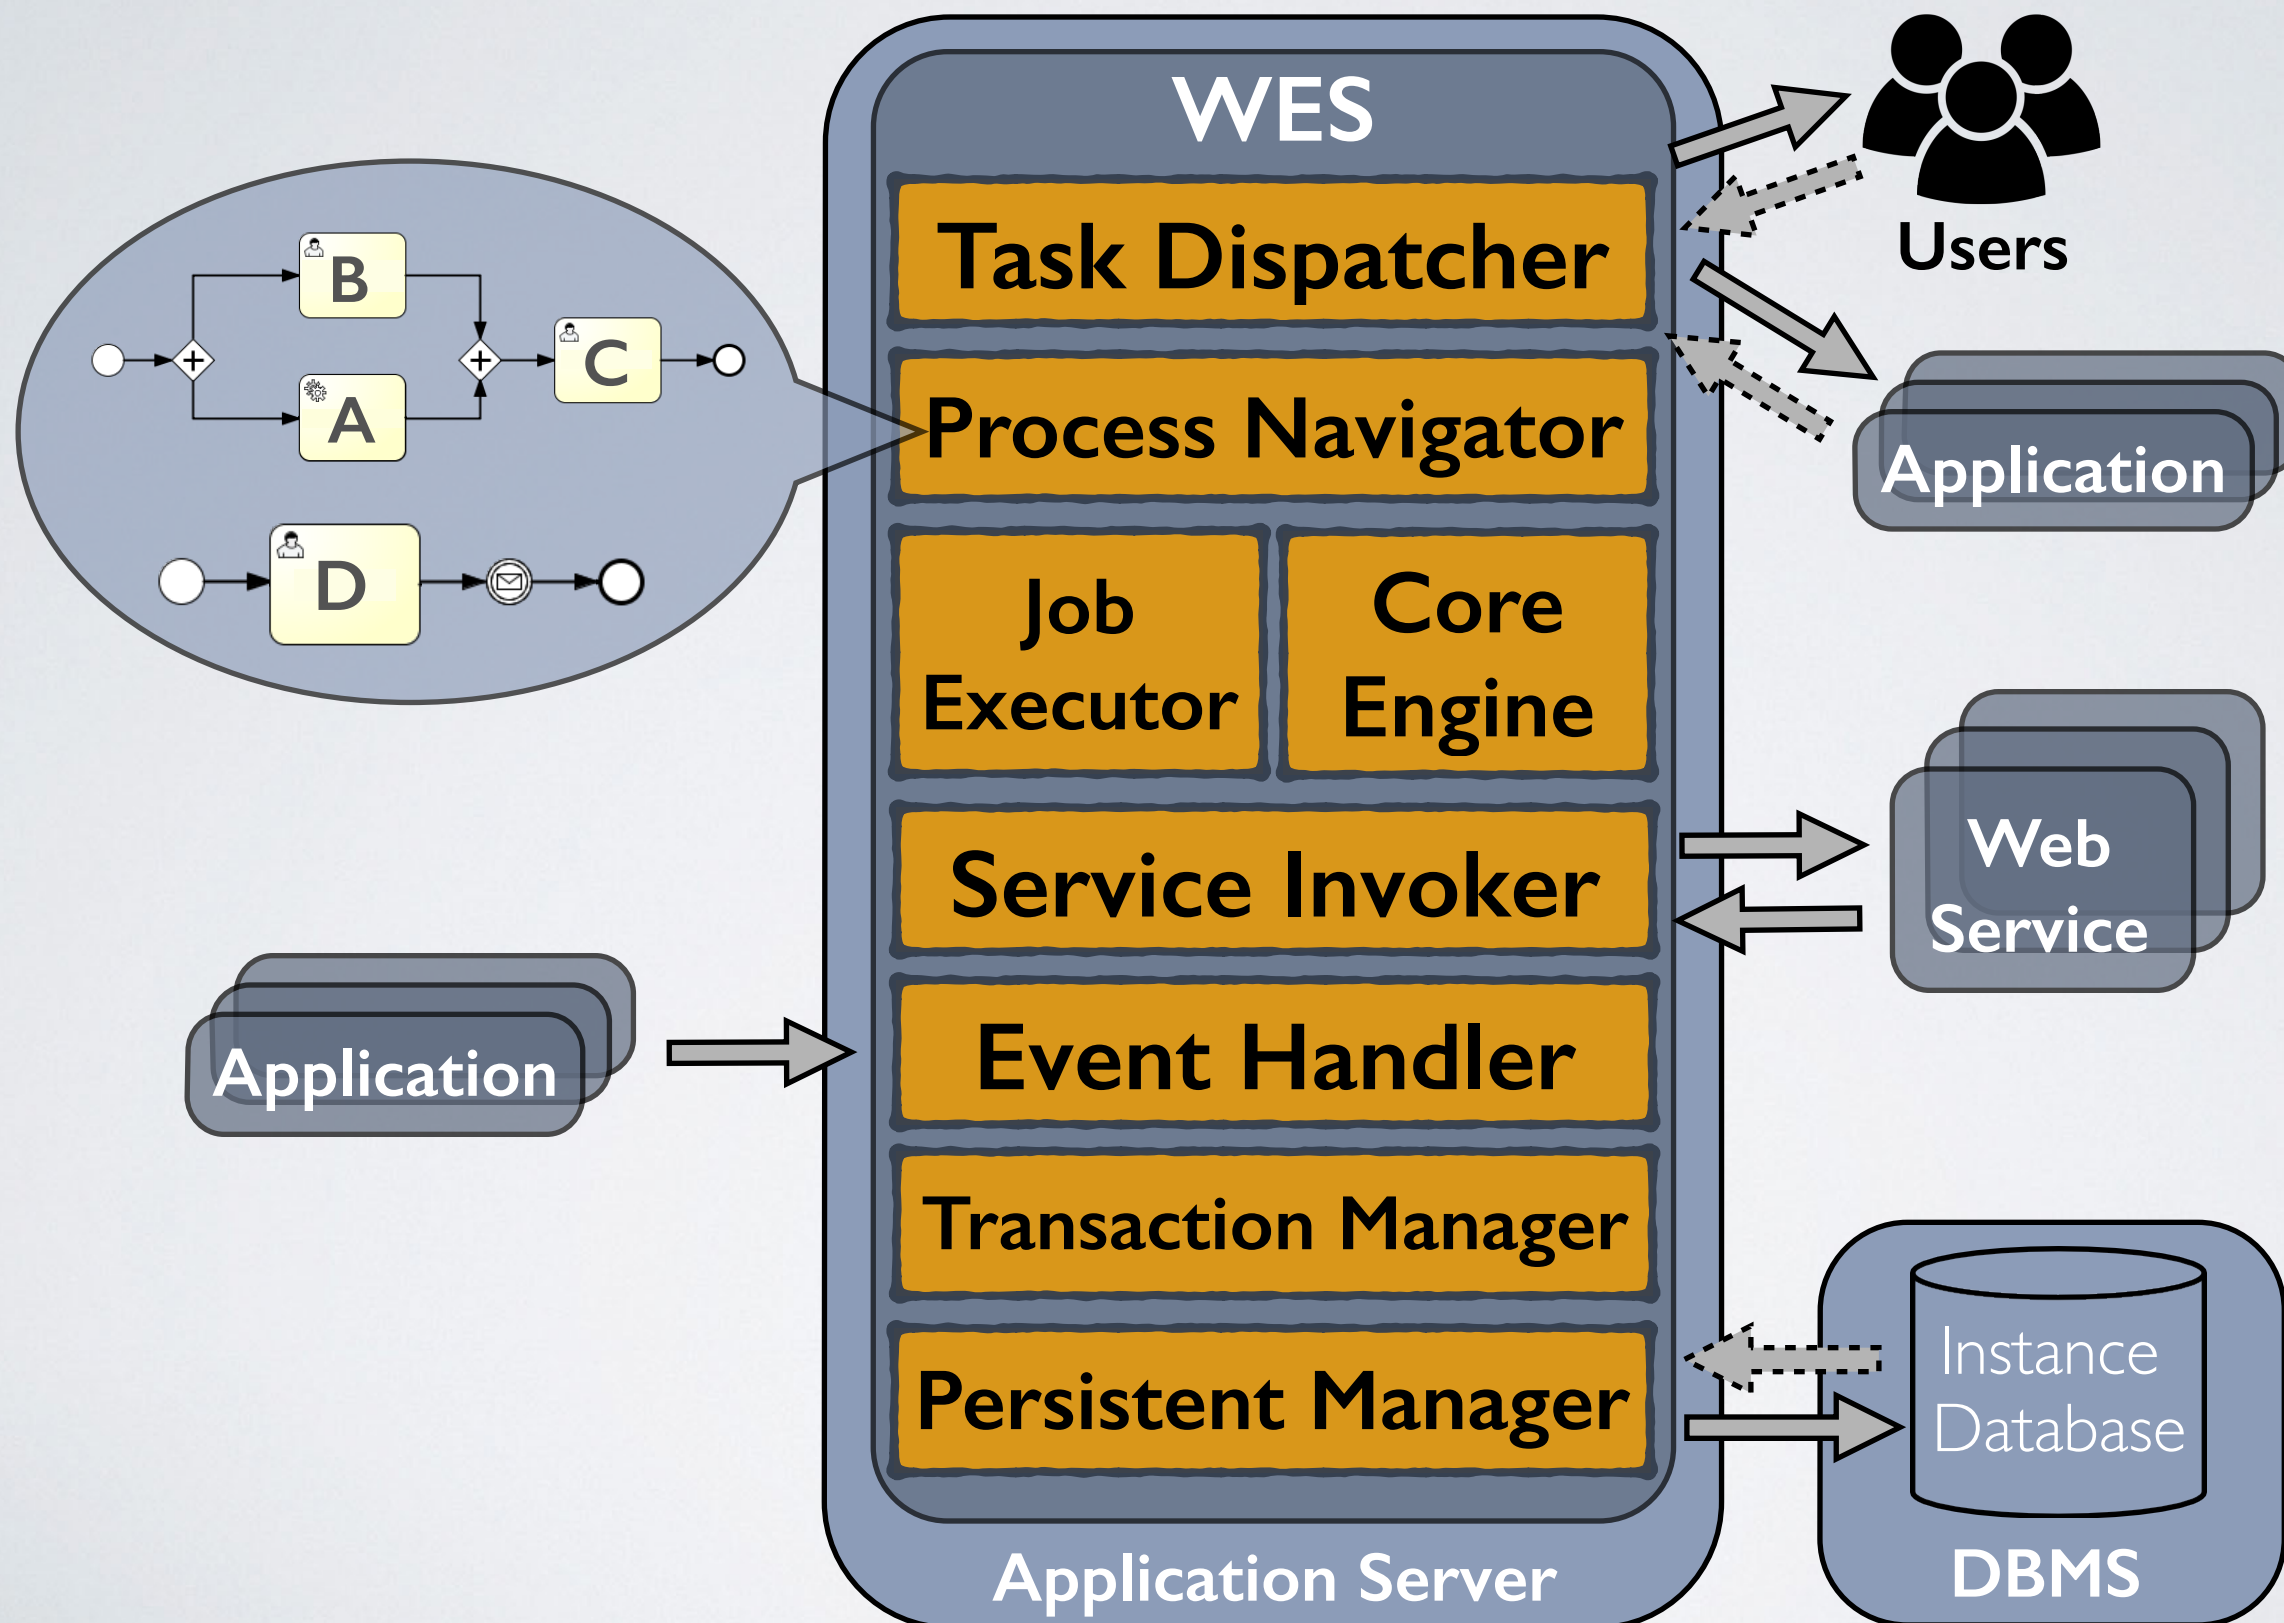 WES
Task Dispatcher
Users
B
C
A
Process Navigator
Application
D
Job
Executor
Core
Engine
Service Invoker
Web
Service
Application
Event Handler
Transaction Manager
Persistent Manager
Instance
Database
Application Server
DBMS